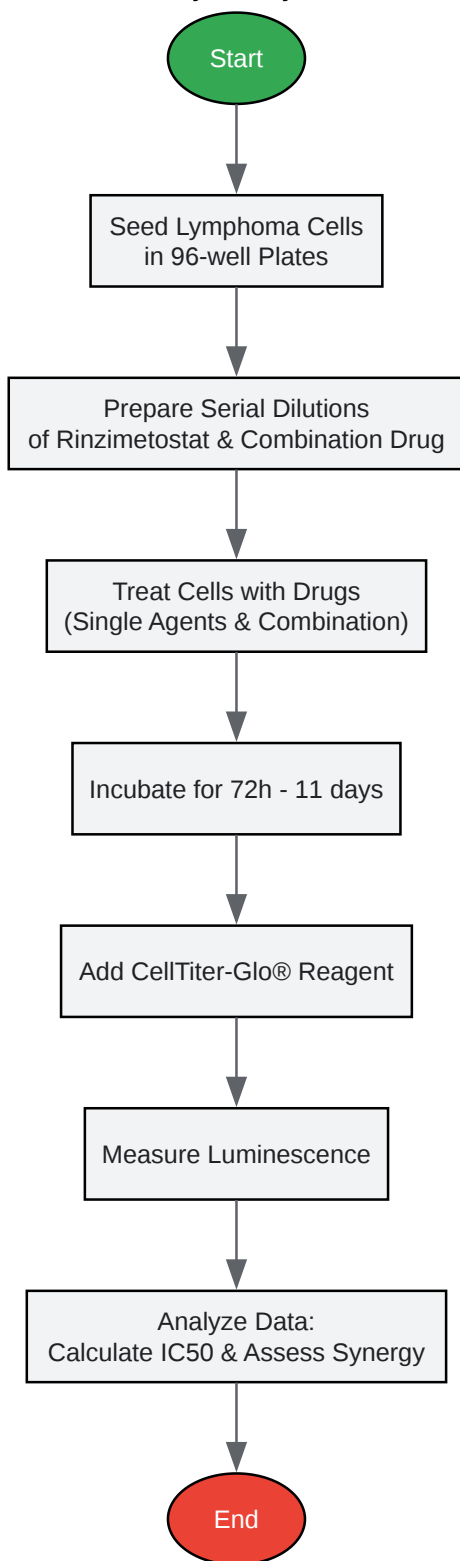 Start
Seed Lymphoma Cells
in 96-well Plates
Prepare Serial Dilutions
of Rinzimetostat & Combination Drug
Treat Cells with Drugs
(Single Agents & Combination)
Incubate for 72h - 11 days
Add CellTiter-Glo® Reagent
Measure Luminescence
Analyze Data:
Calculate IC50 & Assess Synergy
End